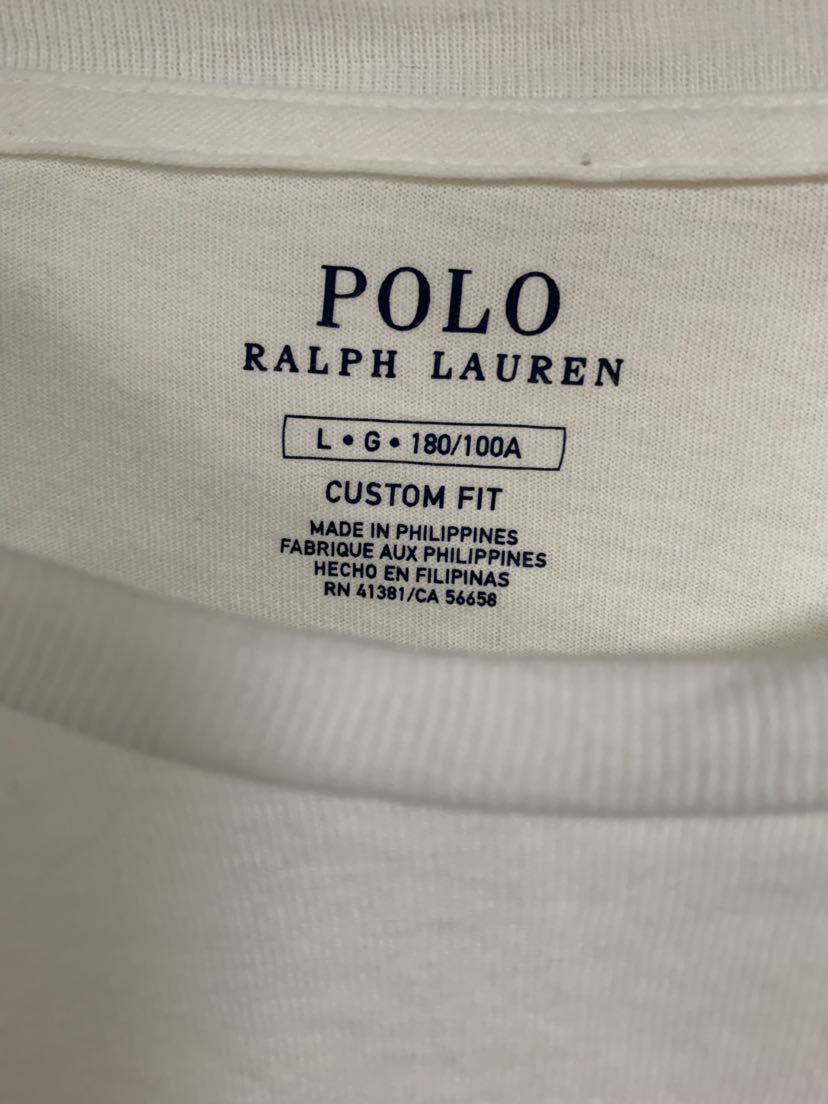 POLO
RALPH LAUREN
L • G • 180/100A
CUSTOM FIT
MADE IN PHILIPPINES
FABRIQUE AUX PHILIPPINES
HECHO EN FILIPINAS
RN 41381/CA 56658